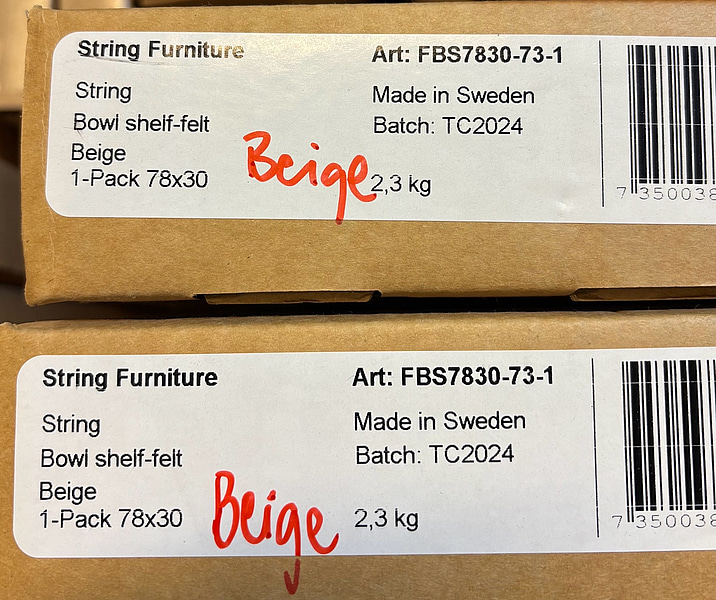 String Furniture
Art: FBS7830-73-1
String
Made in Sweden
Bowl shelf-felt
Batch: TC2024
Beige
1-Pack 78x30
Beige
2,3 kg
7 350038
String Furniture
Art: FBS7830-73-1
String
Made in Sweden
Bowl shelf-felt
Batch: TC2024
Beige
1-Pack 78x30
Beige
2,3 kg
7 350038